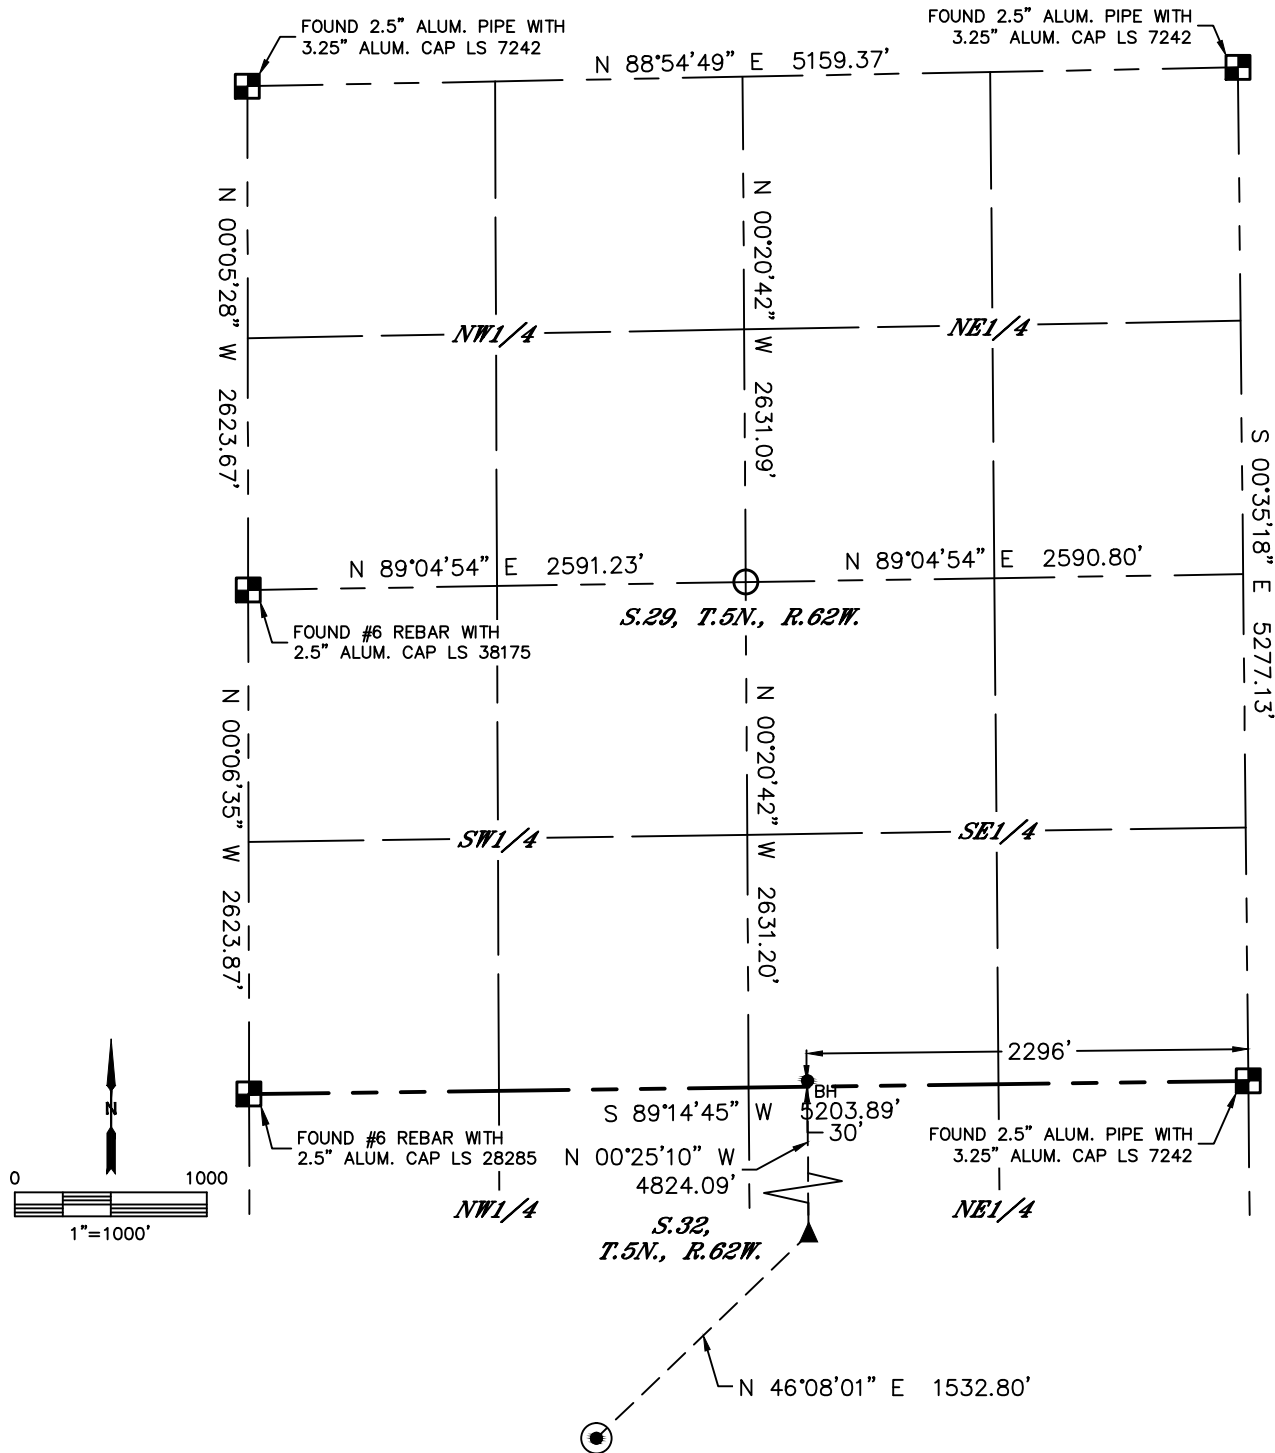 FOUND 2.5" ALUM. PIPE WITH
3.25" ALUM. CAP LS 7242
FOUND 2.5" ALUM. PIPE WITH
3.25" ALUM. CAP LS 7242
N 88°54'49" E 5159.37'
N 00°05'28" W 2623.67'
N 00°20'42" W 2631.09'
NW1/4
NE1/4
S 00°35'18" E 5277.13'
N 89°04'54" E 2591.23'
N 89°04'54" E 2590.80'
S.29, T.5N., R.62W.
FOUND #6 REBAR WITH
2.5" ALUM. CAP LS 38175
N 00°06'35" W 2623.87'
N 00°20'42" W 2631.20'
SW1/4
SE1/4
2296'
BH
S 89°14'45" W 5203.89'
30'
N
FOUND #6 REBAR WITH
2.5" ALUM. CAP LS 28285
N 00°25'10" W
4824.09'
FOUND 2.5" ALUM. PIPE WITH
3.25" ALUM. CAP LS 7242
0 1000
1"=1000'
NW1/4
NE1/4
S.32,
T.5N., R.62W.
N 46°08'01" E 1532.80'